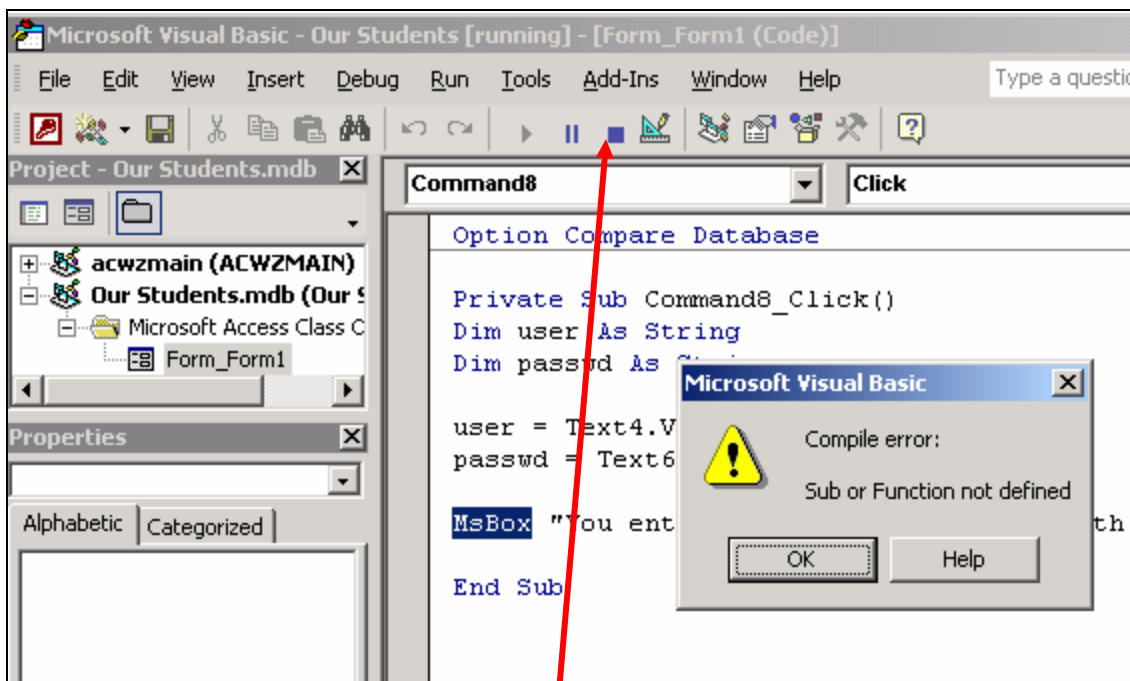 Microsoft Visual Basic - Our Students [running] - [Form_Form1 (Code)]
File Edit View Insert Debug Run Tools Add-Ins Window Help Type a questio
Project - Our Students.mdb
Command8 Click
acwzmain (ACWZMAIN)
Our Students.mdb (Our S
Microsoft Access Class C
Form_Form1
Properties
Alphabetic Categorized
Option Compare Database
Private Sub Command8_Click()
Dim user As String
Dim passwd As
user = Text4.V
passwd = Text6
MsBox "You ent th
End Sub
Microsoft Visual Basic
Compile error:
Sub or Function not defined
OK Help